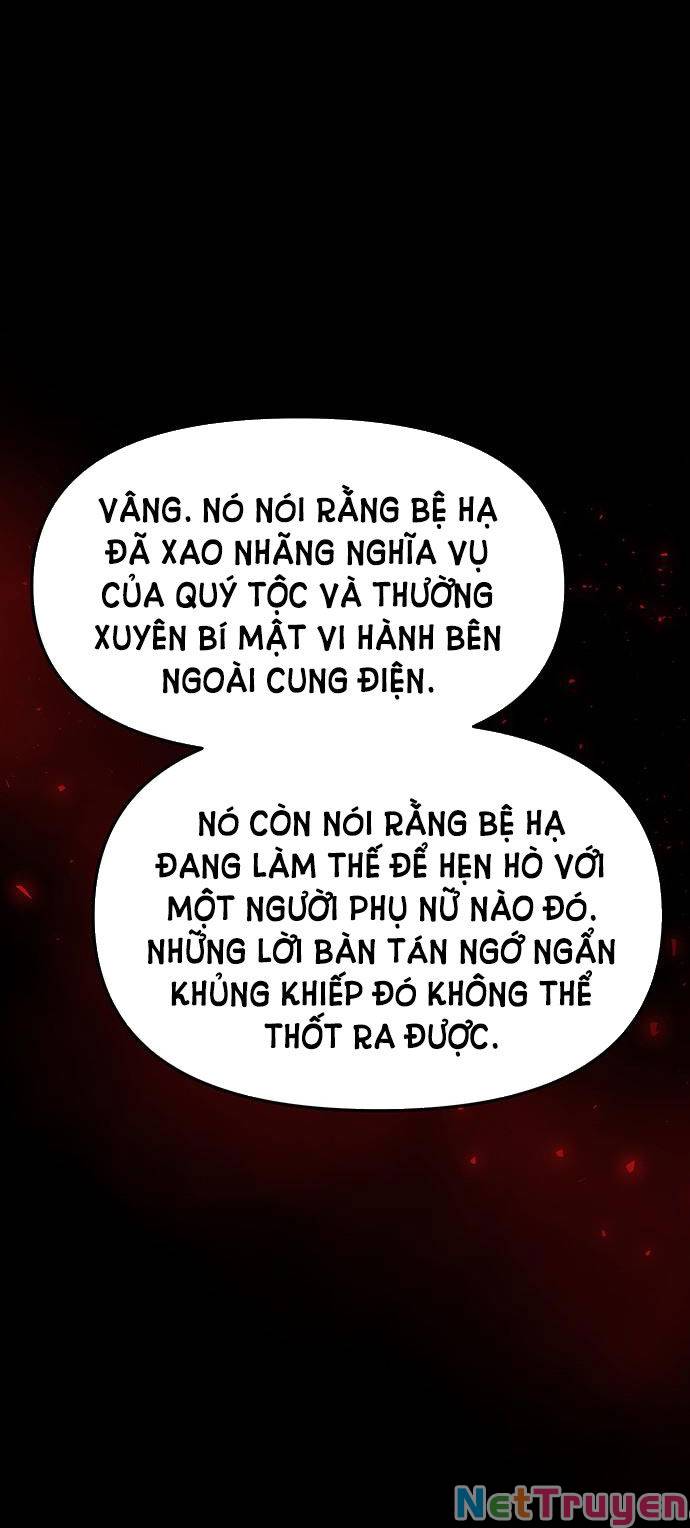 VÂNG. NÓ NÓI RẰNG BỆ HẠ
ĐÃ XAO NHÃNG NGHĨA VỤ
CỦA QUÝ TỘC VÀ THƯỜNG
XUYÊN BÍ MẬT VI HÀNH BÊN
NGOÀI CUNG ĐIỆN.
NÓ CÒN NÓI RẰNG BỆ HẠ
ĐANG LÀM THẾ ĐỂ HẸN HÒ VỚI
MỘT NGƯỜI PHỤ NỮ NÀO ĐÓ.
NHỮNG LỜI BÀN TÁN NGỚ NGẨN
KHỦNG KHIẾP ĐÓ KHÔNG THỂ
THỐT RA ĐƯỢC.
NetTruyen